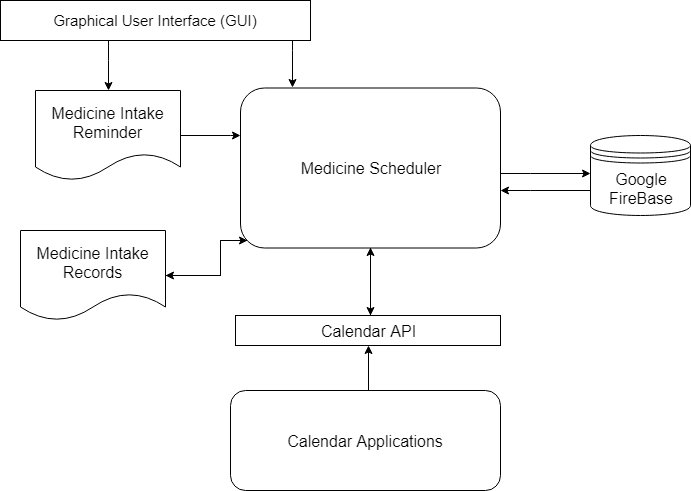 Graphical User Interface (GUI)
Medicine Intake
Reminder
Medicine Scheduler
Google
FireBase
Medicine Intake
Records
Calendar API
Calendar Applications